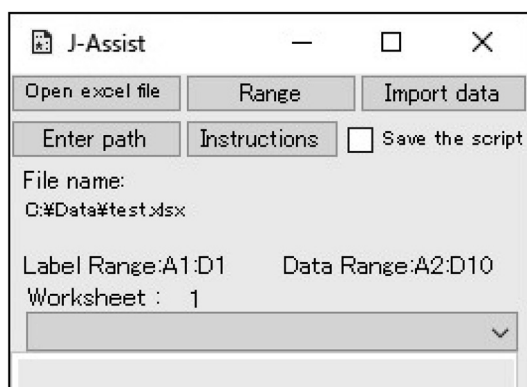 J-Assist
Open excel file Range Import data
Enter path Instructions Save the script
File name:
C:¥Data¥test.xlsx
Label Range:A1:D1 Data Range:A2:D10
Worksheet : 1